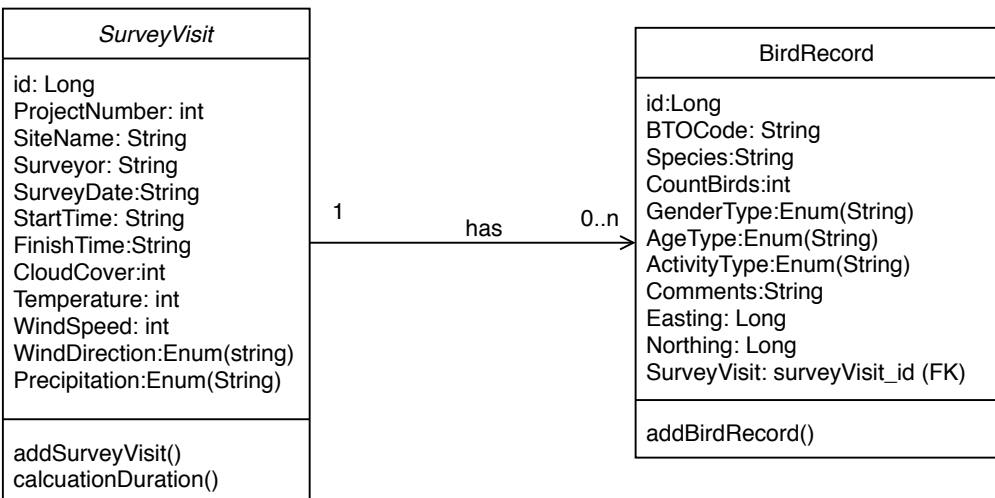 SurveyVisit
id: Long
ProjectNumber: int
SiteName: String
Surveyor: String
SurveyDate:String
StartTime: String
FinishTime:String
CloudCover:int
Temperature: int
WindSpeed: int
WindDirection:Enum(string)
Precipitation:Enum(String)
addSurveyVisit()
calcuationDuration()
1
has
0..n
BirdRecord
id:Long
BTOCode: String
Species:String
CountBirds:int
GenderType:Enum(String)
AgeType:Enum(String)
ActivityType:Enum(String)
Comments:String
Easting: Long
Northing: Long
SurveyVisit: surveyVisit_id (FK)
addBirdRecord()